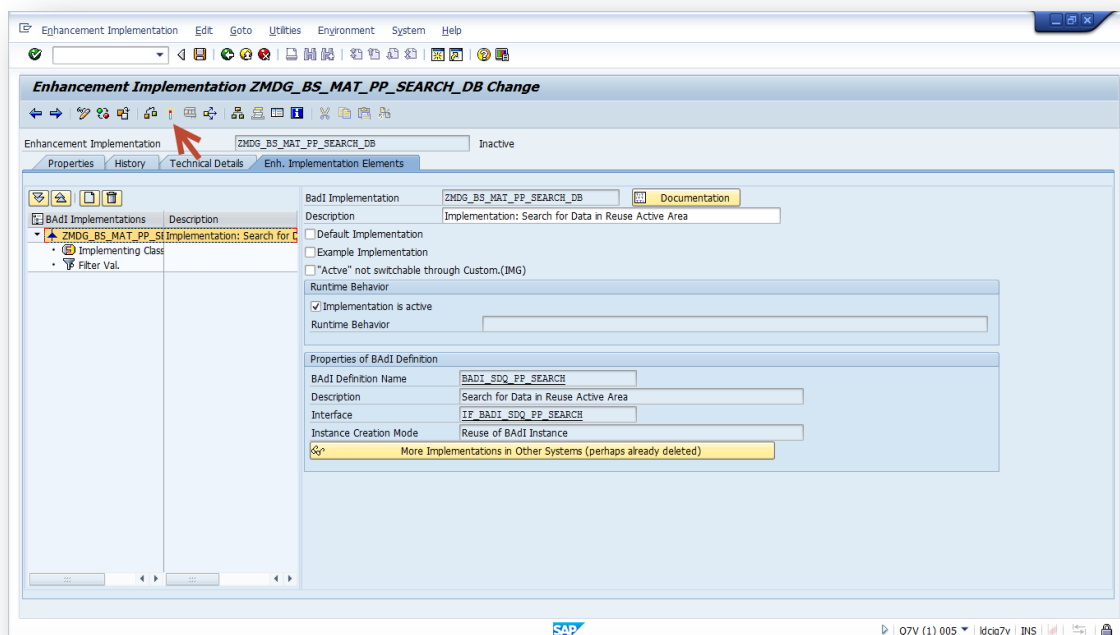 Enhancement Implementation Edit Goto Utilities Environment System Help
Enhancement Implementation ZMDG_BS_MAT_PP_SEARCH_DB Change
Enhancement Implementation ZMDG_BS_MAT_PP_SEARCH_DB Inactive
Properties History Technical Details Enh. Implementation Elements
BAdI Implementations Description
ZMDG_BS_MAT_PP_SE Implementation: Search for D
Implementing Class
Filter Val.
BadI Implementation ZMDG_BS_MAT_PP_SEARCH_DB Documentation
Description Implementation: Search for Data in Reuse Active Area
Default Implementation
Example Implementation
"Actve" not switchable through Custom.(IMG)
Runtime Behavior
Implementation is active
Runtime Behavior
Properties of BAdI Definition
BAdI Definition Name BADI_SDQ_PP_SEARCH
Description Search for Data in Reuse Active Area
Interface IF_BADI_SDQ_PP_SEARCH
Instance Creation Mode Reuse of BAdI Instance
More Implementations in Other Systems (perhaps already deleted)
SAP Q7V (1) 005 ldciq7v INS